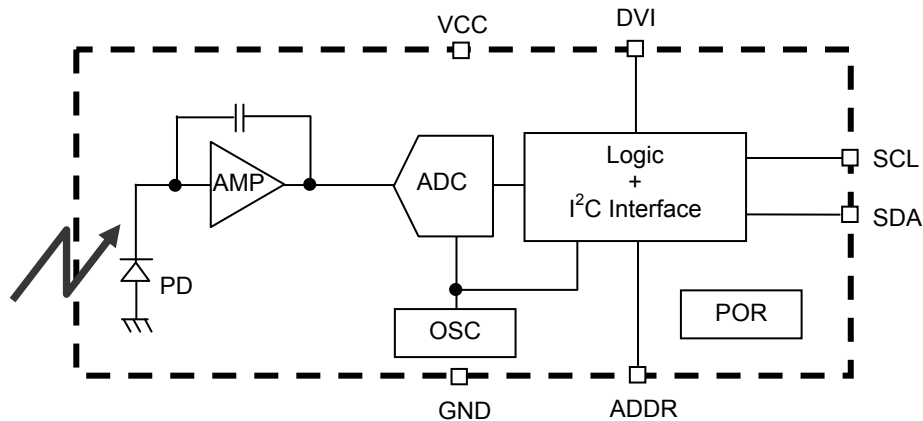 VCC
DVI
AMP
ADC
Logic
+
I²C Interface
SCL
SDA
PD
OSC
POR
GND
ADDR